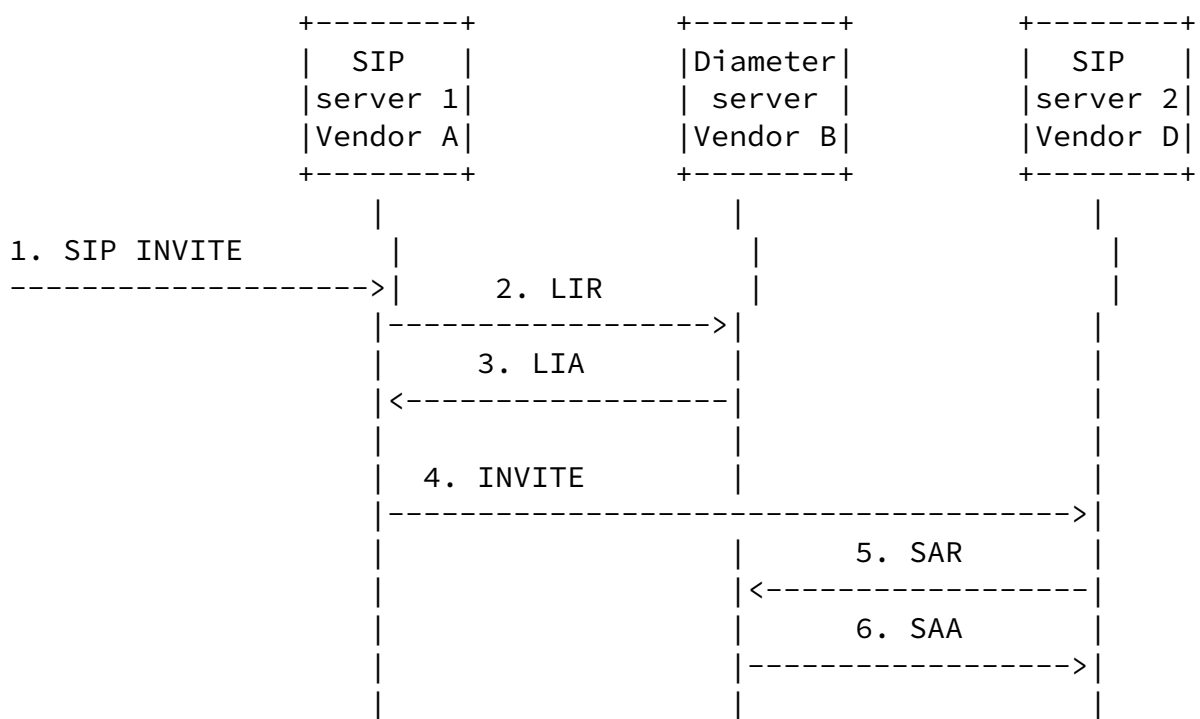 SIP Diameter SIP
server 1 server server 2
Vendor A Vendor B Vendor D
1. SIP INVITE
2. LIR
3. LIA
4. INVITE
5. SAR
6. SAA